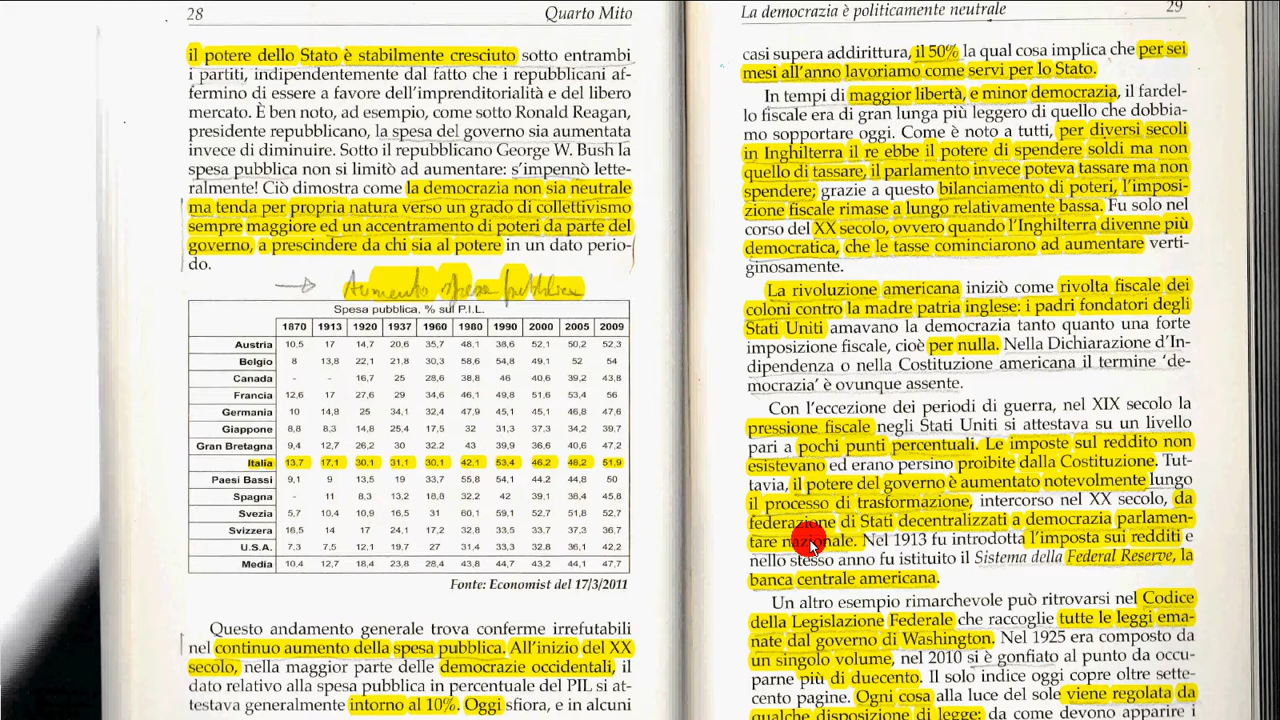 28 Quarto Mito
il potere dello Stato è stabilmente cresciuto sotto entrambi
i partiti, indipendentemente dal fatto che i repubblicani af-
fermino di essere a favore dell'imprenditorialità e del libero
mercato. È ben noto, ad esempio, come sotto Ronald Reagan,
presidente repubblicano, la spesa del governo sia aumentata
invece di diminuire. Sotto il repubblicano George W. Bush la
spesa pubblica non si limitò ad aumentare: s'impennò lette-
ralmente! Ciò dimostra come la democrazia non sia neutrale
ma tenda per propria natura verso un grado di collettivismo
sempre maggiore ed un accentramento di poteri da parte del
governo, a prescindere da chi sia al potere in un dato perio-
do.
Aumento spesa pubblica
Spesa pubblica, % sul P.I.L.
1870 1913 1920 1937 1960 1980 1990 2000 2005 2009
Austria 10,5 17 14,7 20,6 35,7 48,1 38,6 52,1 50,2 52,3
Belgio 8 13,8 22,1 21,8 30,3 58,6 54,8 49,1 52 54
Canada - - 16,7 25 28,6 38,8 46 40,6 39,2 43,8
Francia 12,6 17 27,6 29 34,6 46,1 49,8 51,6 53,4 56
Germania 10 14,8 25 34,1 32,4 47,9 45,1 45,1 46,8 47,6
Giappone 8,8 8,3 14,8 25,4 17,5 32 31,3 37,3 34,2 39,7
Gran Bretagna 9,4 12,7 26,2 30 32.2 43 39,9 36,6 40,6 47,2
Italia 13,7 17,1 30,1 31,1 30,1 42,1 53,4 46,2 48,2 51,9
Paesi Bassi 9,1 9 13,5 19 33,7 55,8 54,1 44,2 44,8 50
Spagna - 11 8,3 13,2 18,8 32.2 42 39,1 38,4 45,8
Svezia 5,7 10,4 10,9 16,5 31 60,1 59,1 52,7 51,8 52,7
Svizzera 16,5 14 17 24,1 17,2 32,8 33,5 33,7 37,3 36,7
U.S.A. 7,3 7,5 12,1 19,7 27 31,4 33,3 32,8 36,1 42,2
Media 10,4 12,7 18,4 23,8 28,4 43,8 44,7 43,2 44,7 47,7
Fonte: Economist del 17/3/2011
Questo andamento generale trova conferme irrefutabili
nel continuo aumento della spesa pubblica. All'inizio del XX
secolo, nella maggior parte delle democrazie occidentali, il
dato relativo alla spesa pubblica in percentuale del PIL si at-
testava generalmente intorno al 10%. Oggi sfiora, e in alcuni
La democrazia è politicamente neutrale 29
casi supera addirittura, il 50% la qual cosa implica che per sei
mesi all'anno lavoriamo come servi per lo Stato.
In tempi di maggior libertà, e minor democrazia, il fardel-
lo fiscale era di gran lunga più leggero di quello che dobbia-
mo sopportare oggi. Come è noto a tutti, per diversi secoli
in Inghilterra il re ebbe il potere di spendere soldi ma non
quello di tassare, il parlamento invece poteva tassare ma non
spendere; grazie a questo bilanciamento di poteri, l'imposi-
zione fiscale rimase a lungo relativamente bassa. Fu solo nel
corso del XX secolo, ovvero quando l'Inghilterra divenne più
democratica, che le tasse cominciarono ad aumentare verti-
ginosamente.
La rivoluzione americana iniziò come rivolta fiscale dei
coloni contro la madre patria inglese: i padri fondatori degli
Stati Uniti amavano la democrazia tanto quanto una forte
imposizione fiscale, cioè per nulla. Nella Dichiarazione d'In-
dipendenza o nella Costituzione americana il termine 'de-
mocrazia' è ovunque assente.
Con l'eccezione dei periodi di guerra, nel XIX secolo la
pressione fiscale negli Stati Uniti si attestava su un livello
pari a pochi punti percentuali. Le imposte sul reddito non
esistevano ed erano persino proibite dalla Costituzione. Tut-
tavia, il potere del governo è aumentato notevolmente lungo
il processo di trasformazione, intercorso nel XX secolo, da
federazione di Stati decentralizzati a democrazia parlamen-
tare nazionale. Nel 1913 fu introdotta l'imposta sui redditi e
nello stesso anno fu istituito il Sistema della Federal Reserve, la
banca centrale americana.
Un altro esempio rimarchevole può ritrovarsi nel Codice
della Legislazione Federale che raccoglie tutte le leggi ema-
nate dal governo di Washington. Nel 1925 era composto da
un singolo volume, nel 2010 si è gonfiato al punto da occu-
parne più di duecento. Il solo indice oggi copre oltre sette-
cento pagine. Ogni cosa alla luce del sole viene regolata da
qualche disposizione di legge: da come devono apparire i